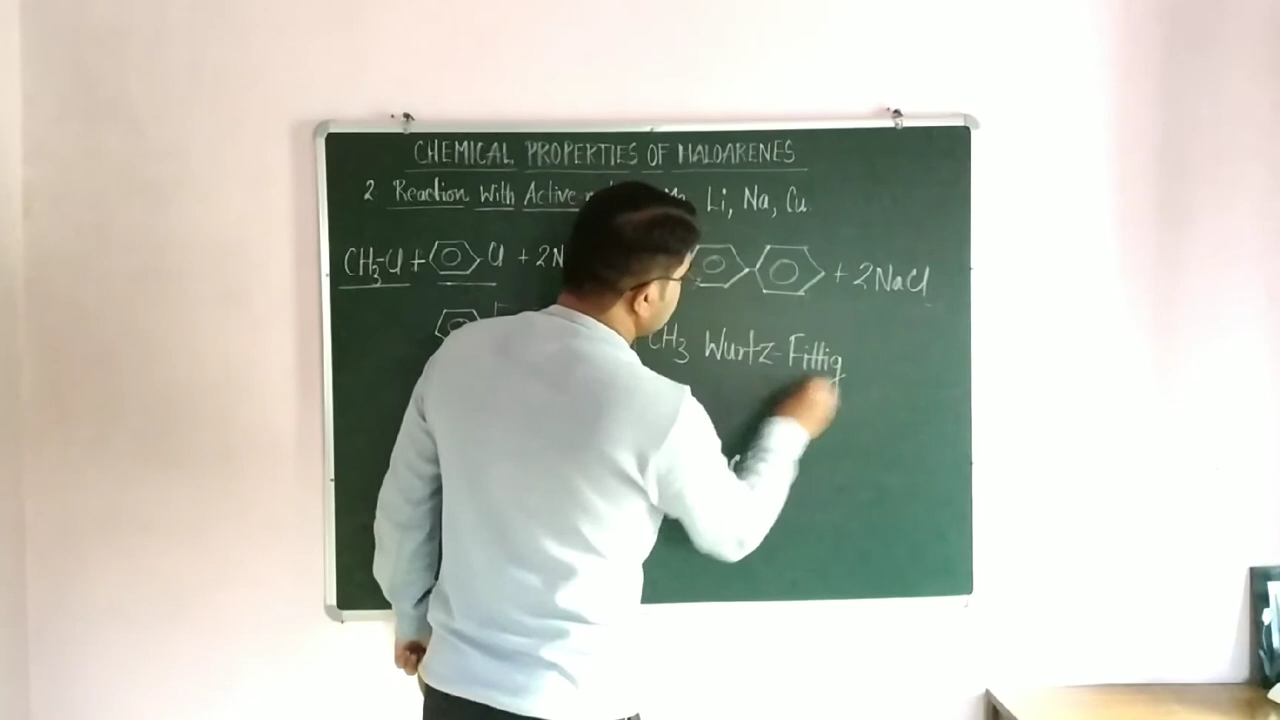 CHEMICAL PROPERTIES OF HALOARENES
2 Reaction With Active Li, Na, Cu.
CH3-Cl + Cl + 2N + 2NaCl
CH3 Wurtz-Fittig